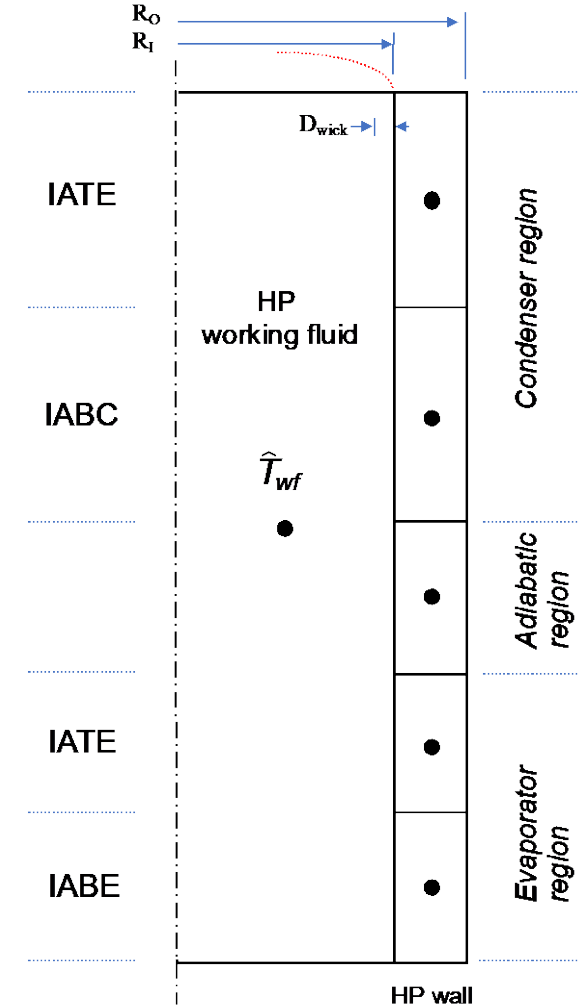 R_O
R_I
D_wick
IATE
HP
working fluid
IABC
T̂_wf
IATE
IABE
Condenser region
Adiabatic
region
Evaporator
region
HP wall